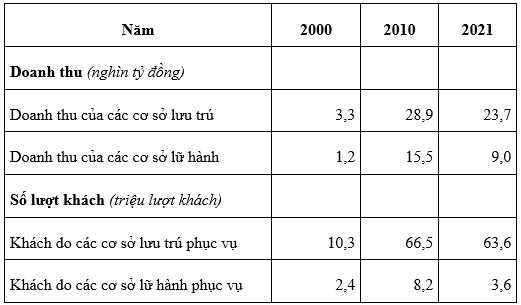 Năm 2000 2010 2021
Doanh thu (nghìn tỷ đồng)
Doanh thu của các cơ sở lưu trú 3,3 28,9 23,7
Doanh thu của các cơ sở lữ hành 1,2 15,5 9,0
Số lượt khách (triệu lượt khách)
Khách do các cơ sở lưu trú phục vụ 10,3 66,5 63,6
Khách do các cơ sở lữ hành phục vụ 2,4 8,2 3,6